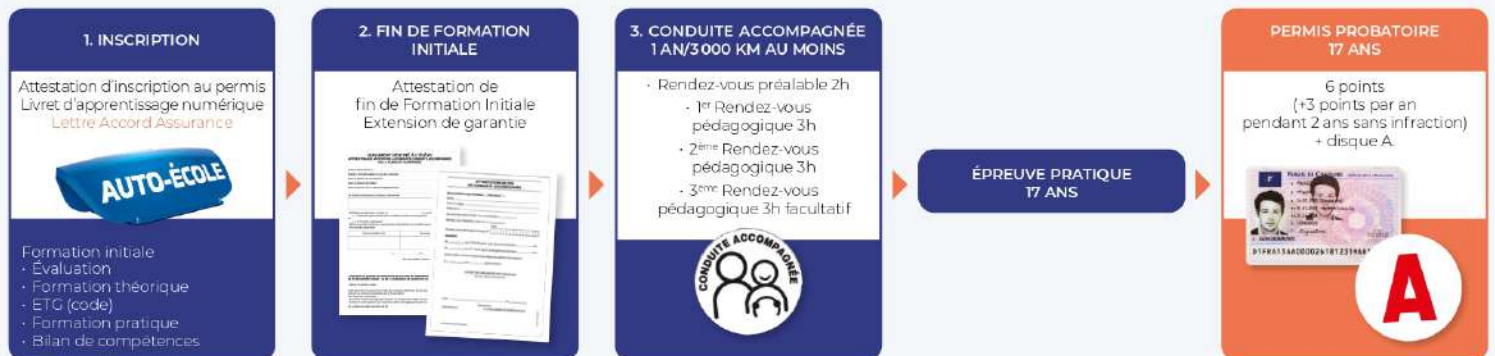 1. INSCRIPTION
Attestation d'inscription au permis
Livret d'apprentissage numérique
Lettre Accord Assurance
AUTO-ÉCOLE
Formation initiale
• Évaluation
• Formation théorique
• ETG (code)
• Formation pratique
• Bilan de compétences
2. FIN DE FORMATION
INITIALE
Attestation de
fin de Formation Initiale
Extension de garantie
3. CONDUITE ACCOMPAGNÉE
1 AN/3 000 KM AU MOINS
• Rendez-vous préalable 2h
• 1er Rendez-vous
pédagogique 3h
• 2ème Rendez-vous
pédagogique 3h
• 3ème Rendez-vous
pédagogique 3h facultatif
CONDUITE ACCOMPAGNÉE
ÉPREUVE PRATIQUE
17 ANS
PERMIS PROBATOIRE
17 ANS
6 points
(+3 points par an
pendant 2 ans sans infraction)
+ disque A.
F
A